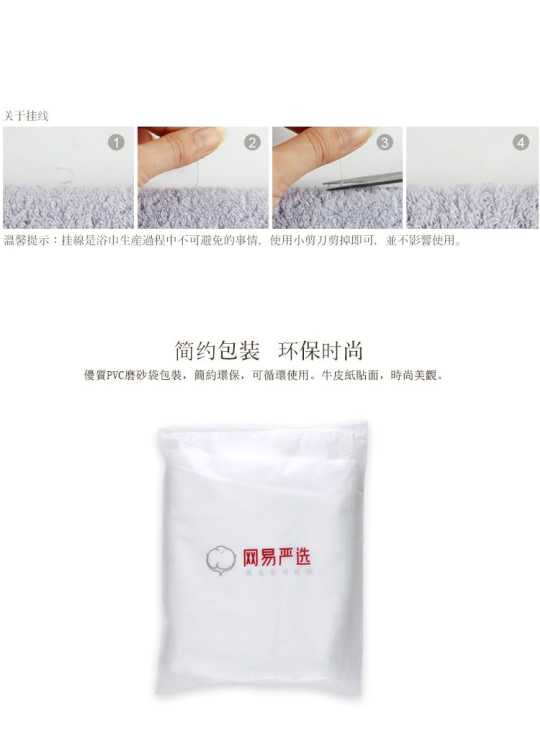 关于挂线
1
2
3
4
溫馨提示：挂線是浴巾生産過程中不可避免的事情，使用小剪刀剪掉即可，並不影響使用。
简约包装 环保时尚
優質PVC磨砂袋包裝，簡約環保，可循環使用。牛皮紙貼面，時尚美觀。
网易严选